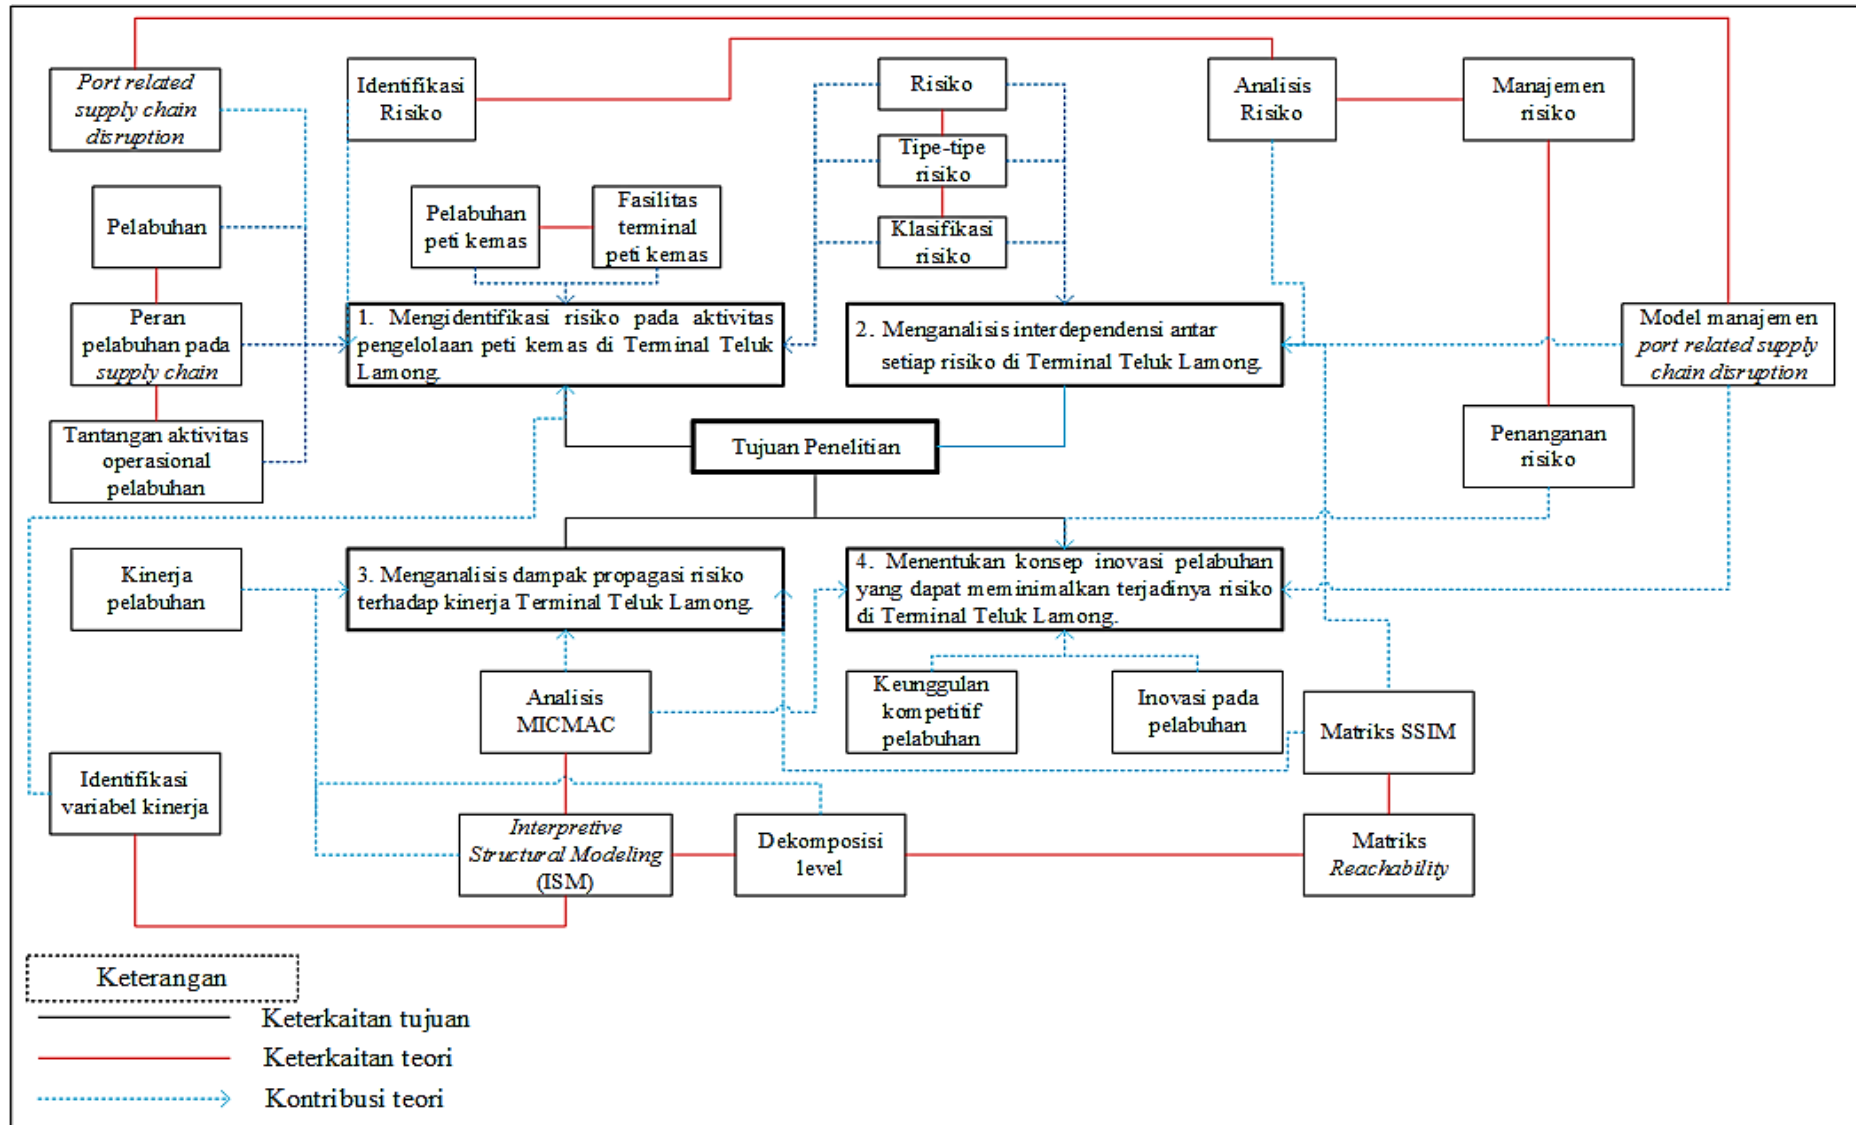 Port related
supply chain
disruption
Identifikasi
Risiko
Risiko
Analisis
Risiko
Manajemen
risiko
Tipe-tipe
risiko
Pelabuhan
Pelabuhan
peti kemas
Fasilitas
terminal
peti kemas
Klasifikasi
risiko
Peran
pelabuhan pada
supply chain
1. Mengidentifikasi risiko pada aktivitas
pengelolaan peti kemas di Terminal Teluk
Lamong.
2. Menganalisis interdependensi antar
setiap risiko di Terminal Teluk Lamong.
Model manajemen
port related supply
chain disruption
Tantangan aktivitas
operasional
pelabuhan
Tujuan Penelitian
Penanganan
risiko
Kinerja
pelabuhan
3. Menganalisis dampak propagasi risiko
terhadap kinerja Terminal Teluk Lamong.
4. Menentukan konsep inovasi pelabuhan
yang dapat meminimalkan terjadinya risiko
di Terminal Teluk Lamong.
Analisis
MICMAC
Keunggulan
kompetitif
pelabuhan
Inovasi pada
pelabuhan
Matriks SSIM
Identifikasi
variabel kinerja
Interpretive
Structural Modeling
(ISM)
Dekomposisi
level
Matriks
Reachability
Keterangan
Keterkaitan tujuan
Keterkaitan teori
Kontribusi teori